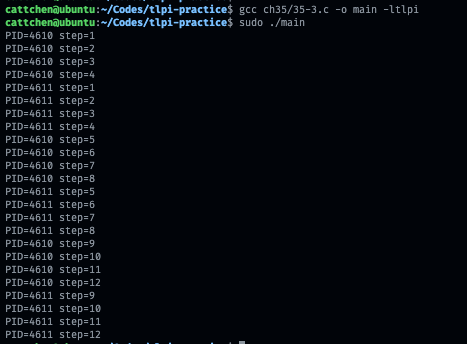 cattchen@ubuntu:~/Codes/tlpi-practice$ gcc ch35/35-3.c -o main -ltlpi
cattchen@ubuntu:~/Codes/tlpi-practice$ sudo ./main
PID=4610 step=1
PID=4610 step=2
PID=4610 step=3
PID=4610 step=4
PID=4611 step=1
PID=4611 step=2
PID=4611 step=3
PID=4611 step=4
PID=4610 step=5
PID=4610 step=6
PID=4610 step=7
PID=4610 step=8
PID=4611 step=5
PID=4611 step=6
PID=4611 step=7
PID=4611 step=8
PID=4610 step=9
PID=4610 step=10
PID=4610 step=11
PID=4610 step=12
PID=4611 step=9
PID=4611 step=10
PID=4611 step=11
PID=4611 step=12